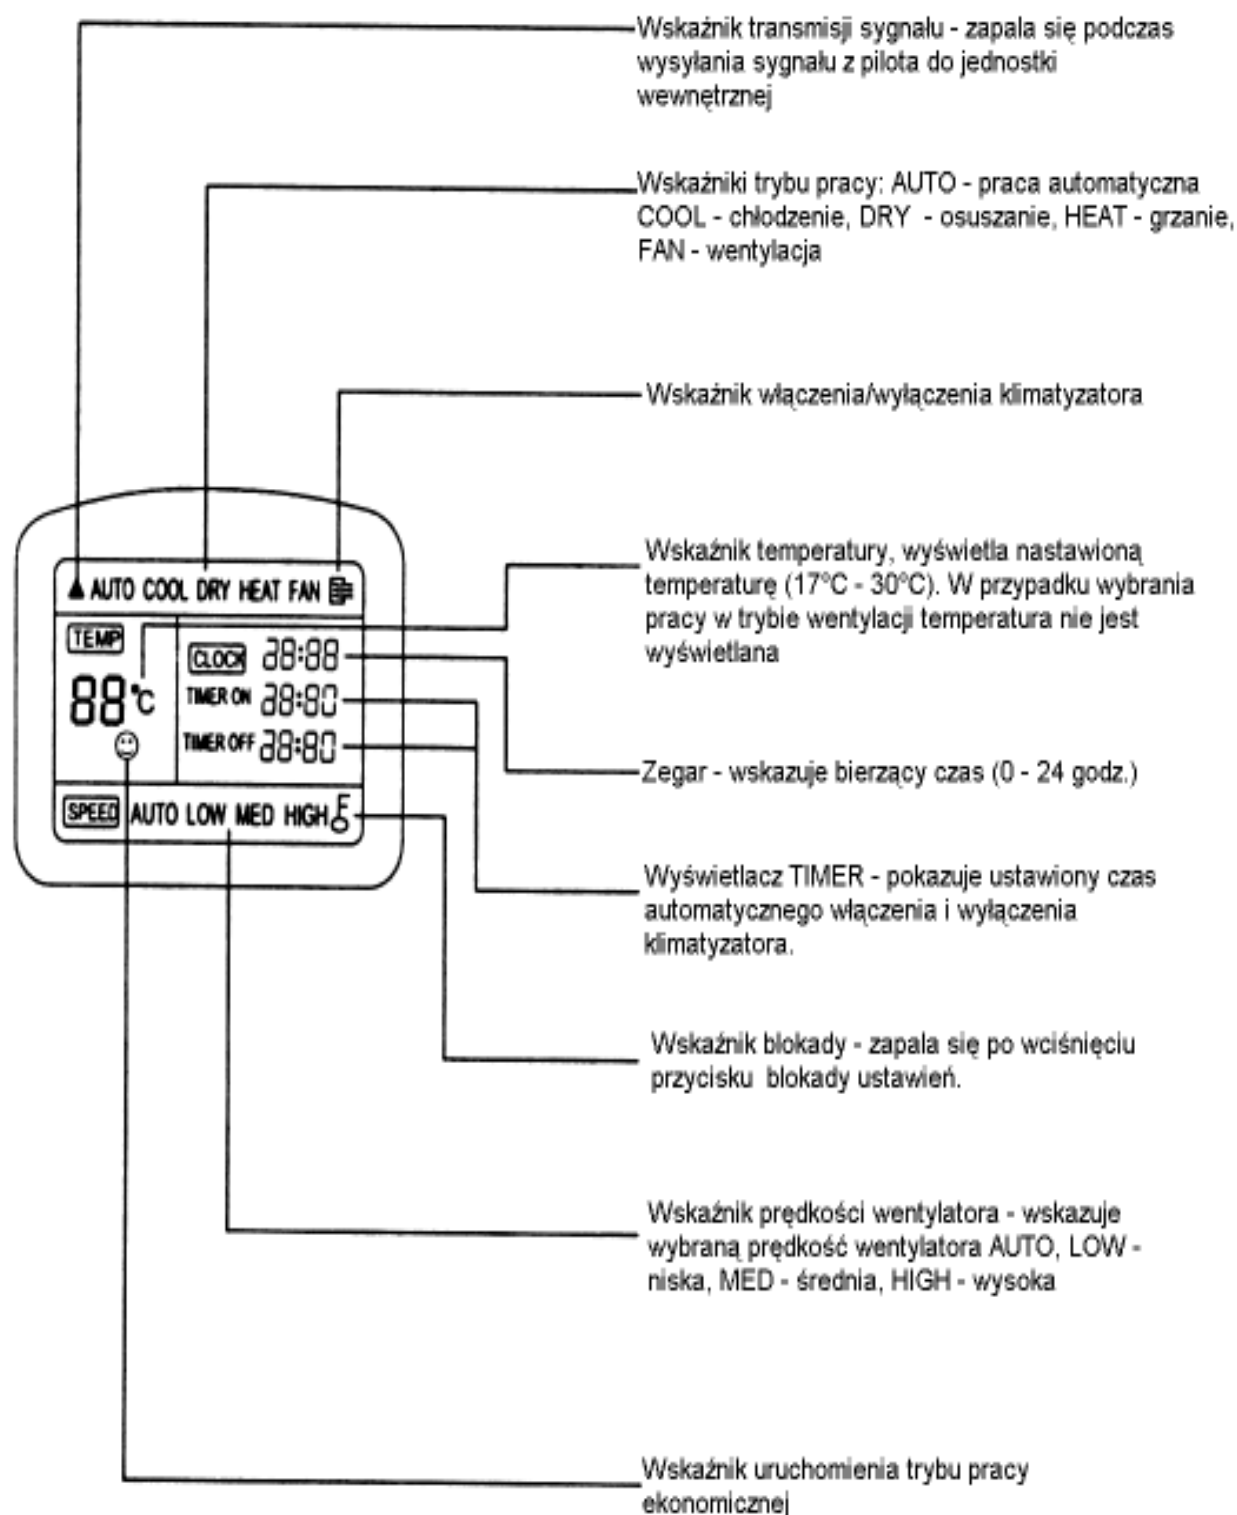 Wskaźnik transmisji sygnału - zapala się podczas
wysyłania sygnału z pilota do jednostki
wewnętrznej
Wskaźniki trybu pracy: AUTO - praca automatyczna
COOL - chłodzenie, DRY - osuszanie, HEAT - grzanie,
FAN - wentylacja
Wskaźnik włączenia/wyłączenia klimatyzatora
Wskaźnik temperatury, wyświetla nastawioną
temperaturę (17°C - 30°C). W przypadku wybrania
pracy w trybie wentylacji temperatura nie jest
wyświetlana
Zegar - wskazuje bierzący czas (0 - 24 godz.)
Wyświetlacz TIMER - pokazuje ustawiony czas
automatycznego włączenia i wyłączenia
klimatyzatora.
Wskaźnik blokady - zapala się po wciśnięciu
przycisku blokady ustawień.
Wskaźnik prędkości wentylatora - wskazuje
wybraną prędkość wentylatora AUTO, LOW -
niska, MED - średnia, HIGH - wysoka
Wskaźnik uruchomienia trybu pracy
ekonomicznej
AUTO COOL DRY HEAT FAN
TEMP
88°C
CLOCK 28:88
TIMER ON 28:80
TIMER OFF 28:80
SPEED AUTO LOW MED HIGH